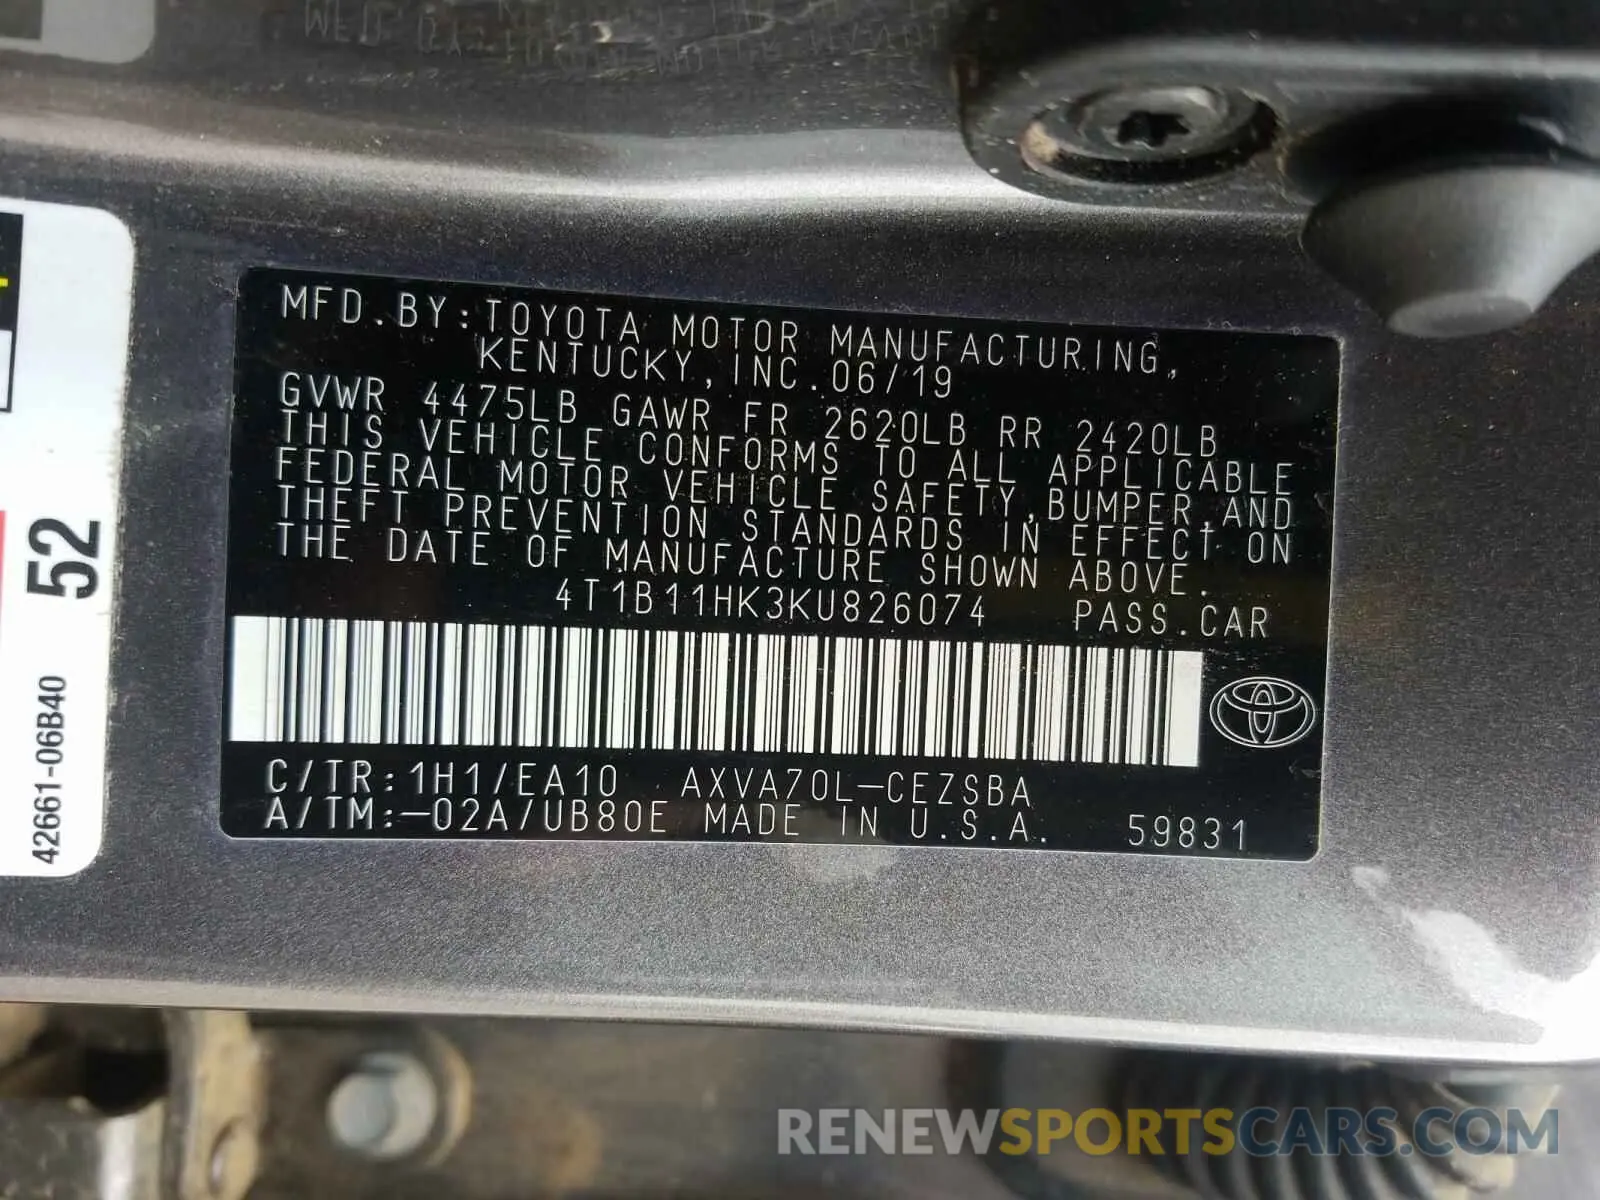 MFD.BY:TOYOTA MOTOR MANUFACTURING,
KENTUCKY,INC.06/19
GVWR 4475LB GAWR FR 2620LB RR 2420LB
THIS VEHICLE CONFORMS TO ALL APPLICABLE
FEDERAL MOTOR VEHICLE SAFETY,BUMPER,AND
THEFT PREVENTION STANDARDS IN EFFECT ON
THE DATE OF MANUFACTURE SHOWN ABOVE.
4T1B11HK3KU826074 PASS.CAR
C/TR:1H1/EA10 AXVA70L-CEZSBA
A/TM:-02A/UB80E MADE IN U.S.A. 59831
52
42661-06B40
RENEWSPORTSCARS.COM